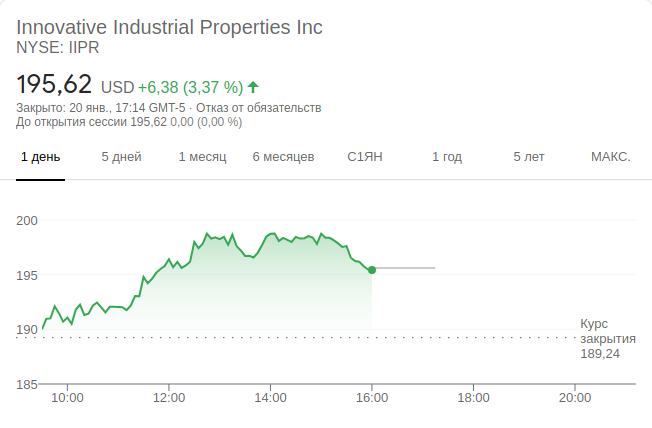 Innovative Industrial Properties Inc
NYSE: IIPR
195,62 USD +6,38 (3,37 %)
Закрыто: 20 янв., 17:14 GMT-5 · Отказ от обязательств
До открытия сессии 195,62 0,00 (0,00 %)
1 день 5 дней 1 месяц 6 месяцев С1ЯН 1 год 5 лет МАКС.
200
195
190
Курс
закрытия
189,24
185
10:00 12:00 14:00 16:00 18:00 20:00